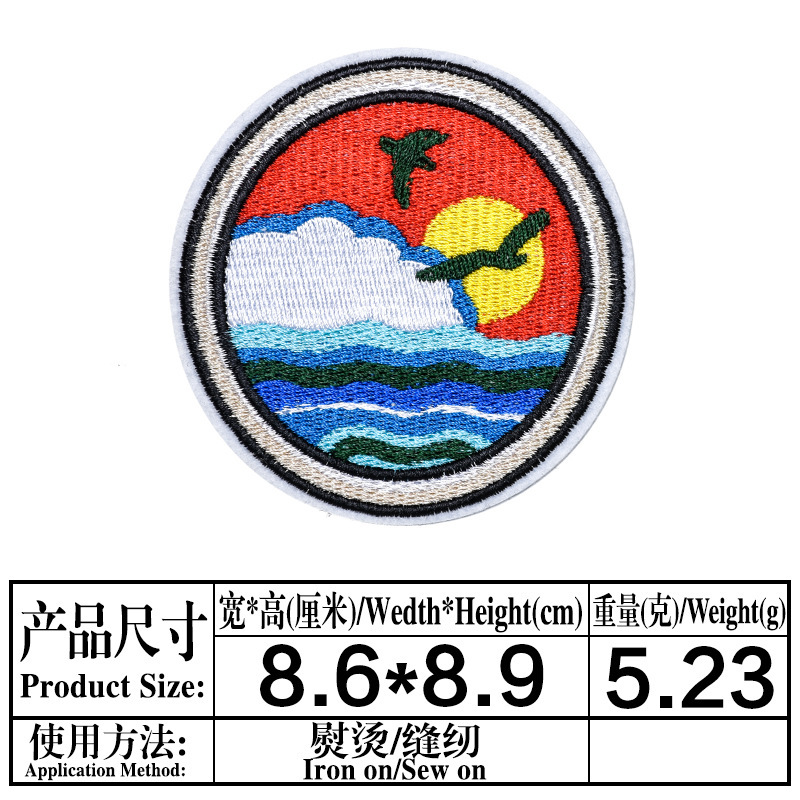 产品尺寸
Product Size:
宽*高(厘米)/Wedth*Height(cm)
重量(克)/Weight(g)
8.6*8.9
5.23
使用方法:
Application Method:
熨烫/缝纫
Iron on/Sew on